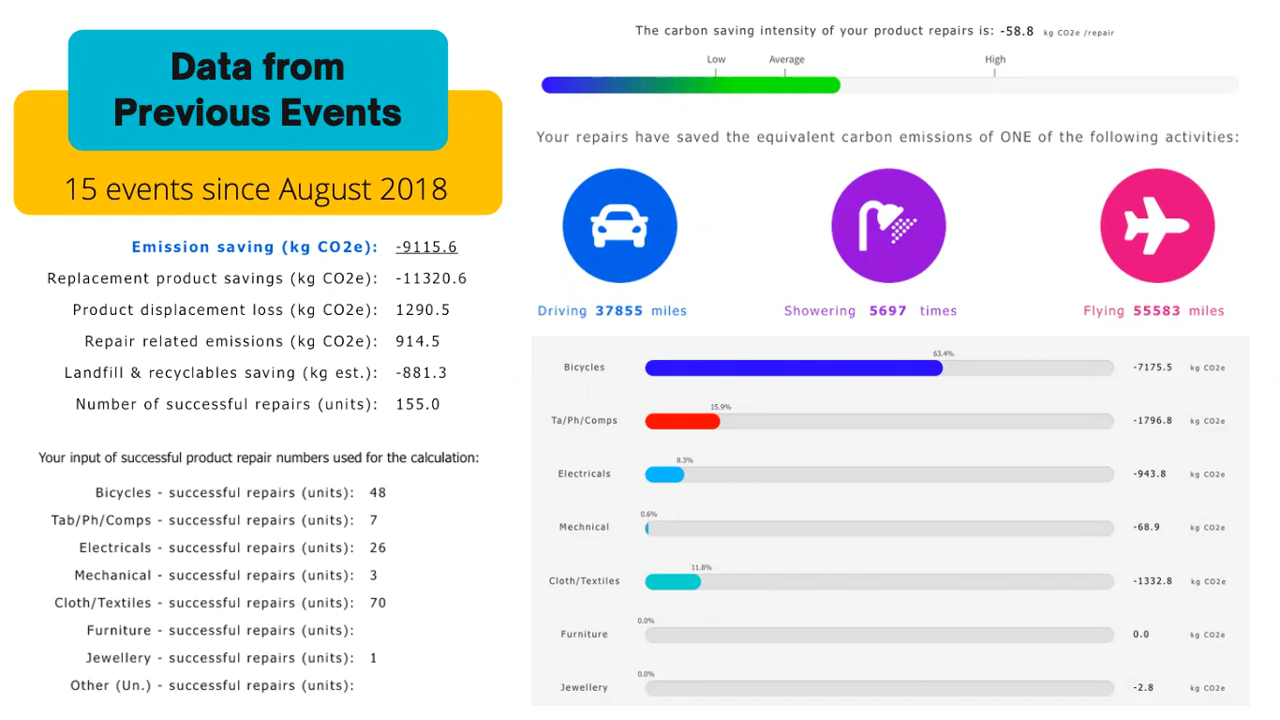 Data from
Previous Events
15 events since August 2018
Emission saving (kg CO2e): -9115.6
Replacement product savings (kg CO2e): -11320.6
Product displacement loss (kg CO2e): 1290.5
Repair related emissions (kg CO2e): 914.5
Landfill & recyclables saving (kg est.): -881.3
Number of successful repairs (units): 155.0
Your input of successful product repair numbers used for the calculation:
Bicycles - successful repairs (units): 48
Tab/Ph/Comps - successful repairs (units): 7
Electricals - successful repairs (units): 26
Mechanical - successful repairs (units): 3
Cloth/Textiles - successful repairs (units): 70
Furniture - successful repairs (units):
Jewellery - successful repairs (units): 1
Other (Un.) - successful repairs (units):
The carbon saving intensity of your product repairs is: -58.8 kg CO2e /repair
Low Average High
Your repairs have saved the equivalent carbon emissions of ONE of the following activities:
Driving 37855 miles Showering 5697 times Flying 55583 miles
63.4%
Bicycles -7175.5 kg CO2e
15.9%
Ta/Ph/Comps -1796.8 kg CO2e
8.3%
Electricals -943.8 kg CO2e
0.6%
Mechnical -68.9 kg CO2e
11.8%
Cloth/Textiles -1332.8 kg CO2e
0.0%
Furniture 0.0 kg CO2e
0.0%
Jewellery -2.8 kg CO2e